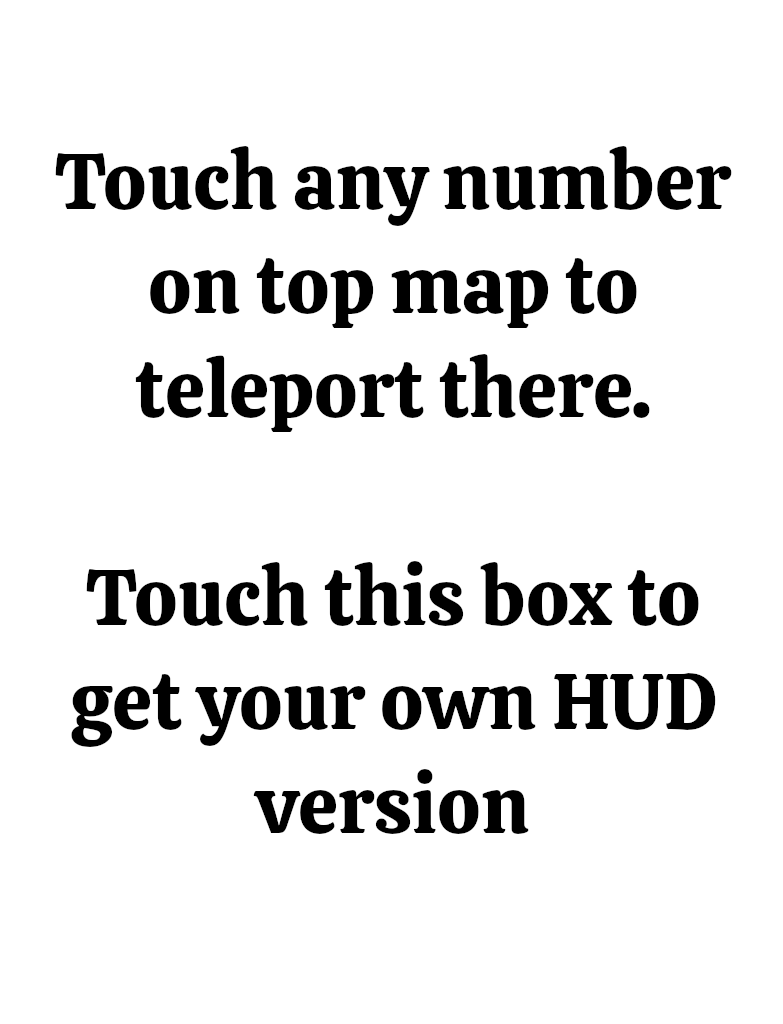 Touch any number
on top map to
teleport there.
Touch this box to
get your own HUD
version